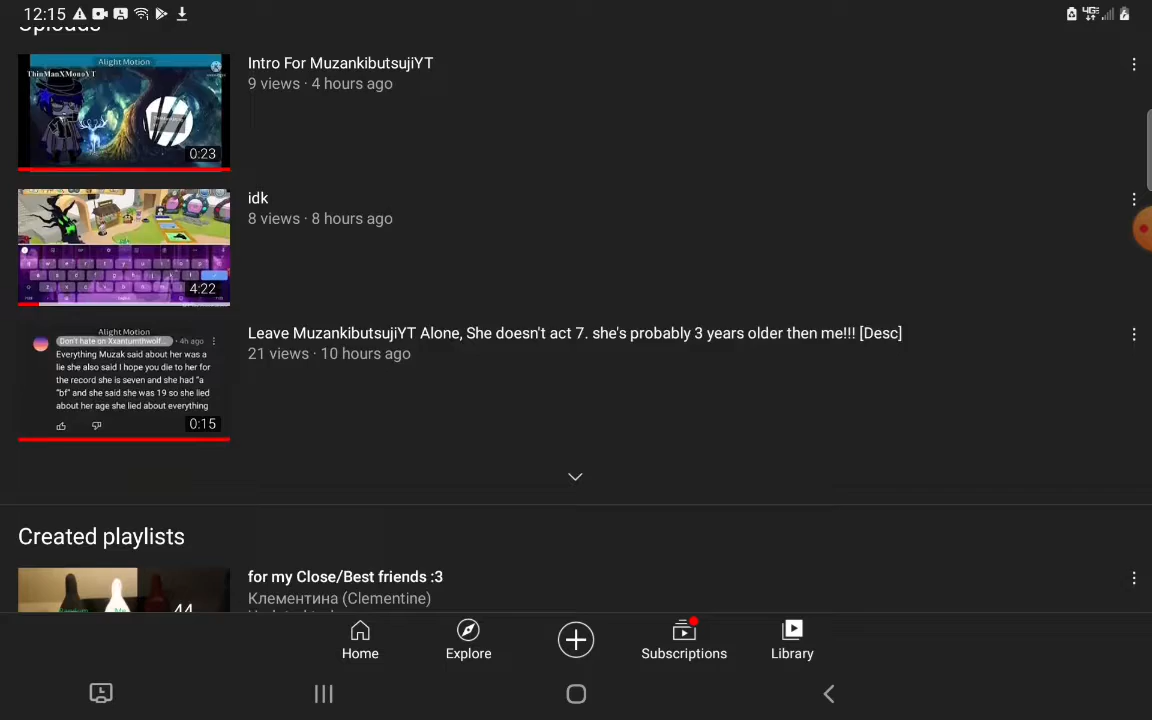 12:15
Uploads
Alight Motion
ThinManXMonoYT
0:23
Intro For MuzankibutsujiYT
9 views · 4 hours ago
4:22
idk
8 views · 8 hours ago
Alight Motion
Don't hate on Xxantumthwolf... · 4h ago
Everything Muzak said about her was a
lie she also said I hope you die to her for
the record she is seven and she had "a
"bf" and she said she was 19 so she lied
about her age she lied about everything
0:15
Leave MuzankibutsujiYT Alone, She doesn't act 7. she's probably 3 years older then me!!! [Desc]
21 views · 10 hours ago
Created playlists
44
for my Close/Best friends :3
Клементина (Clementine)
Home
Explore
Subscriptions
Library